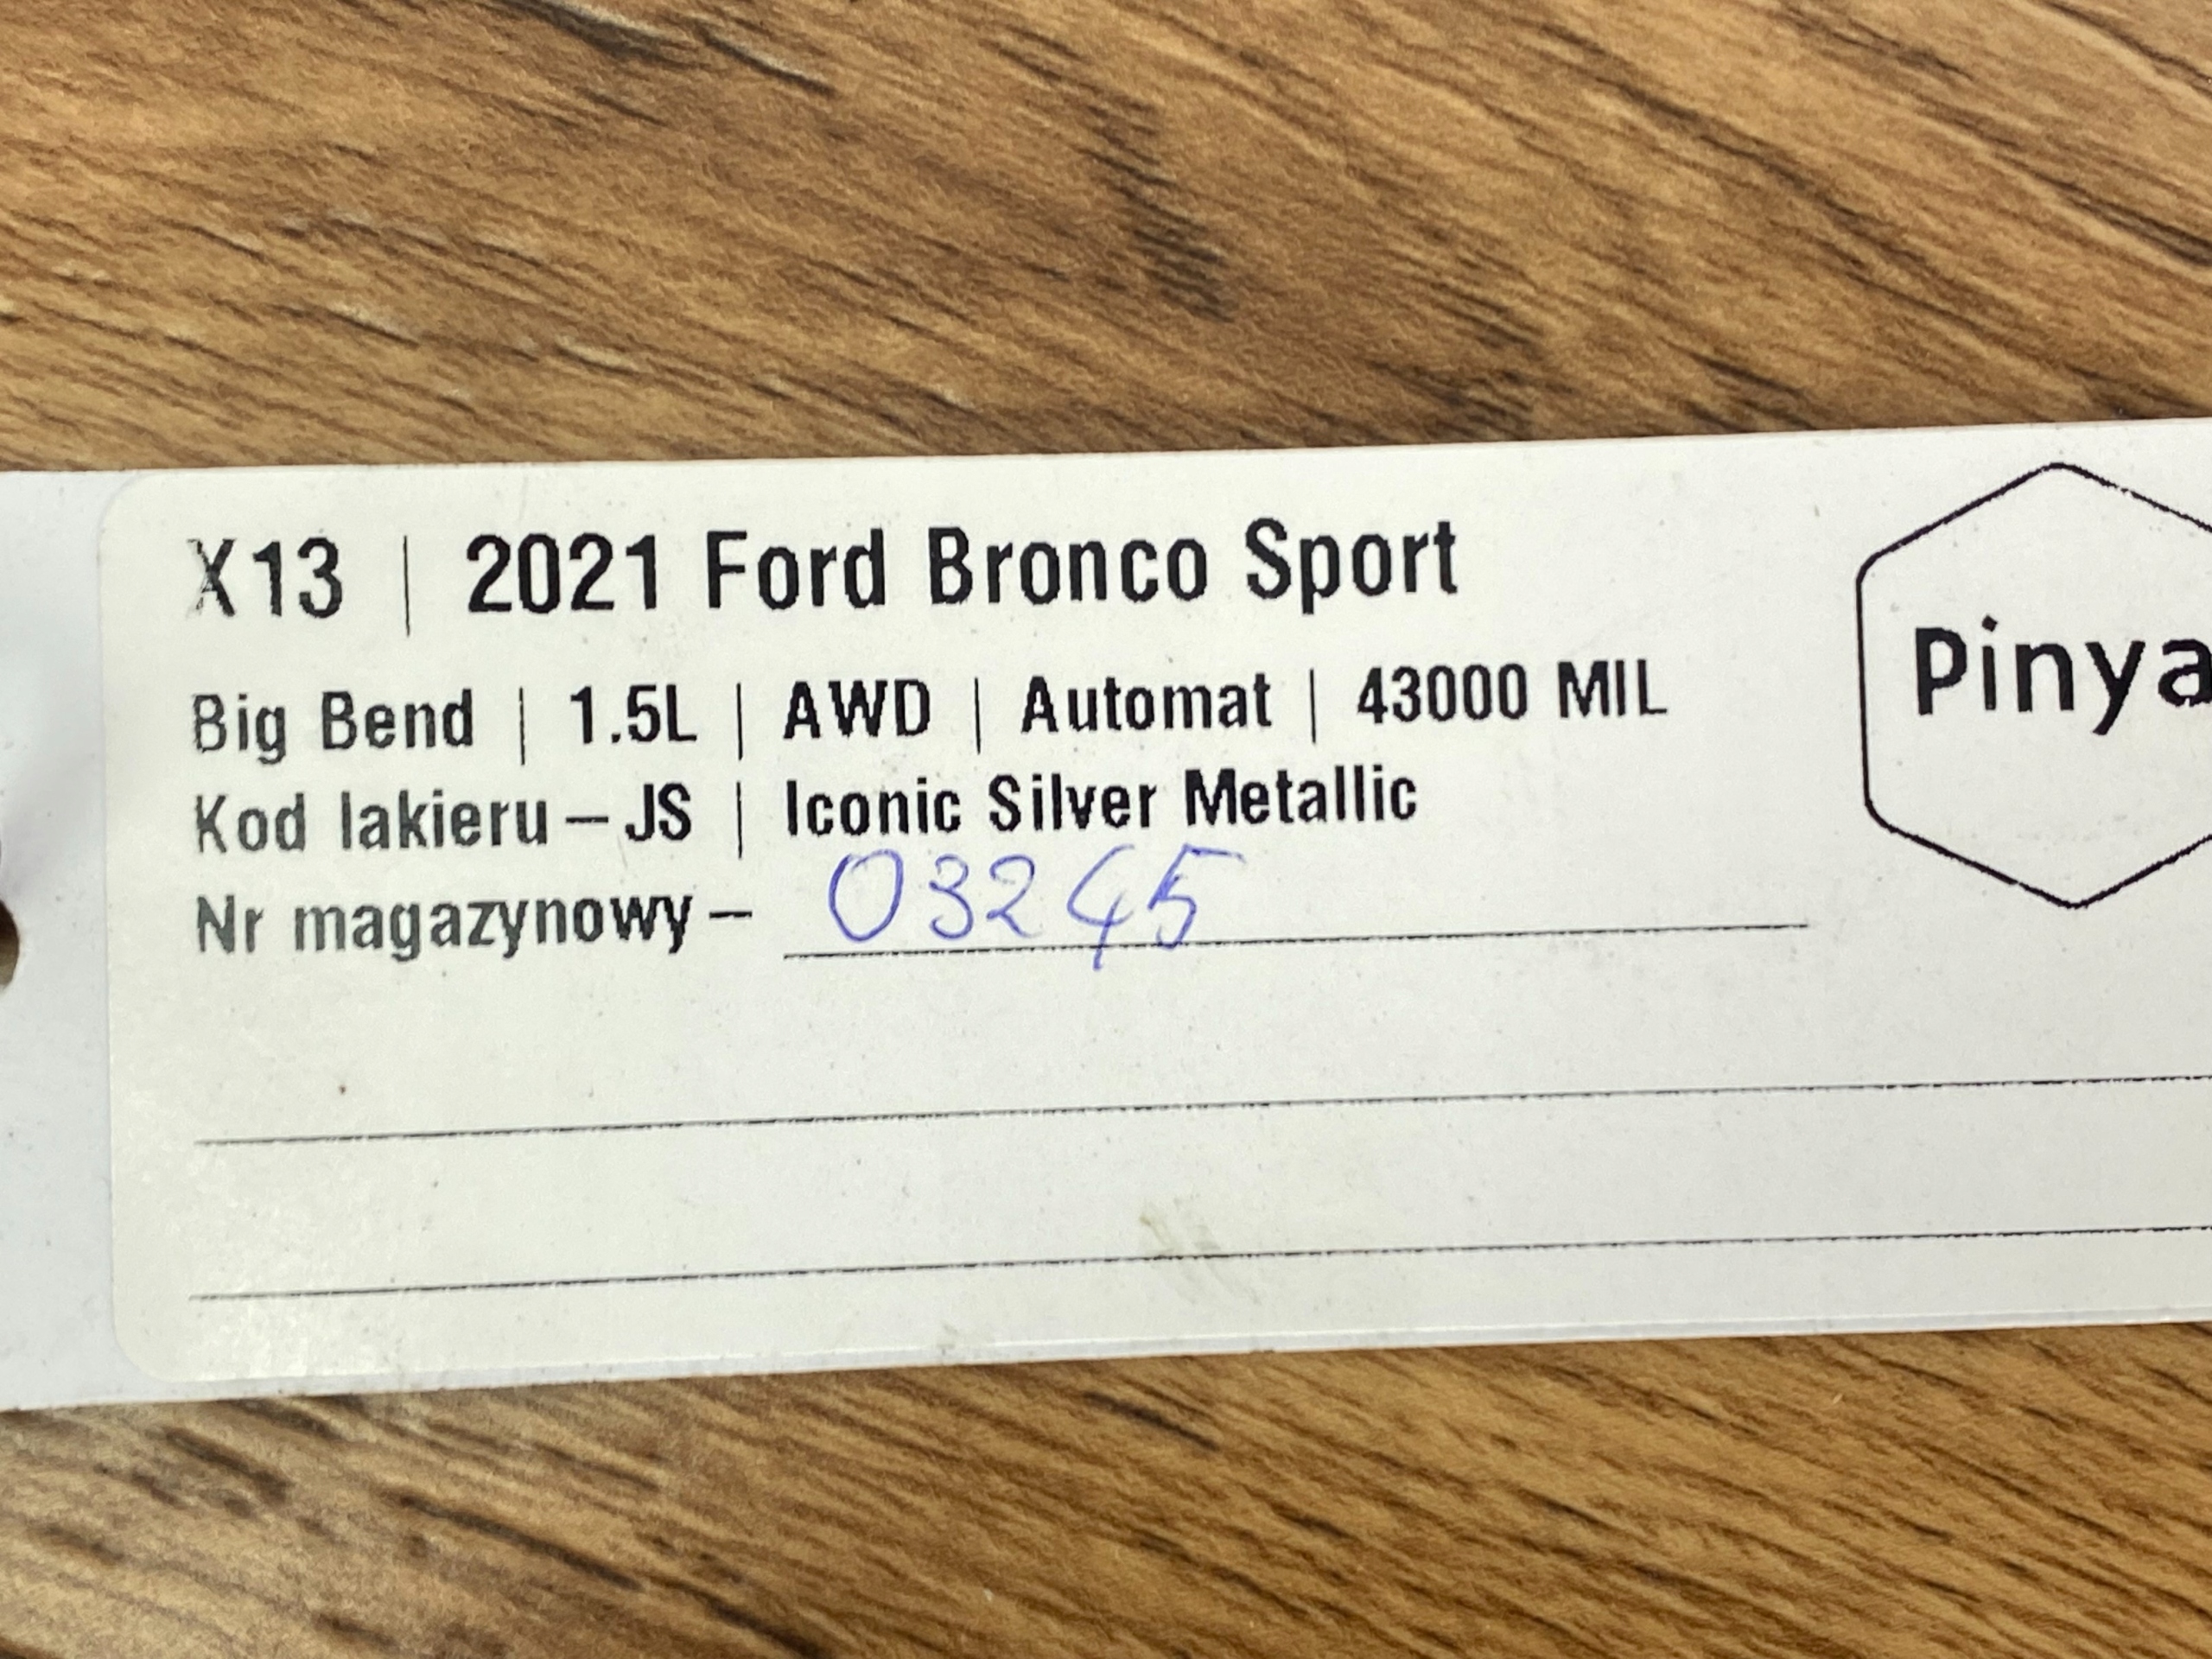 X13 | 2021 Ford Bronco Sport
Big Bend | 1.5L | AWD | Automat | 43000 MIL
Kod lakieru – JS | Iconic Silver Metallic
Nr magazynowy – 03245
Pinya